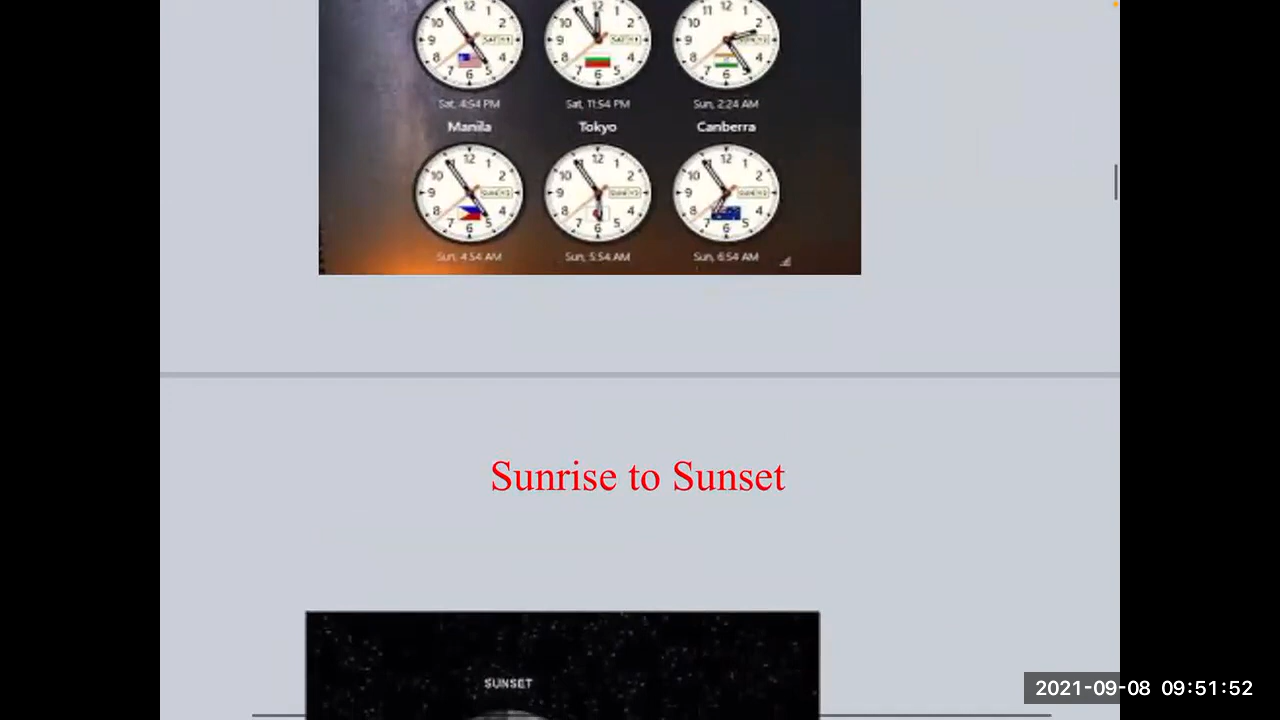 Sat, 4:54 PM
Sat, 11:54 PM
Sun, 2:24 AM
Manila
Tokyo
Canberra
Sun, 4:54 AM
Sun, 5:54 AM
Sun, 6:54 AM
Sunrise to Sunset
SUNSET
2021-09-08 09:51:52